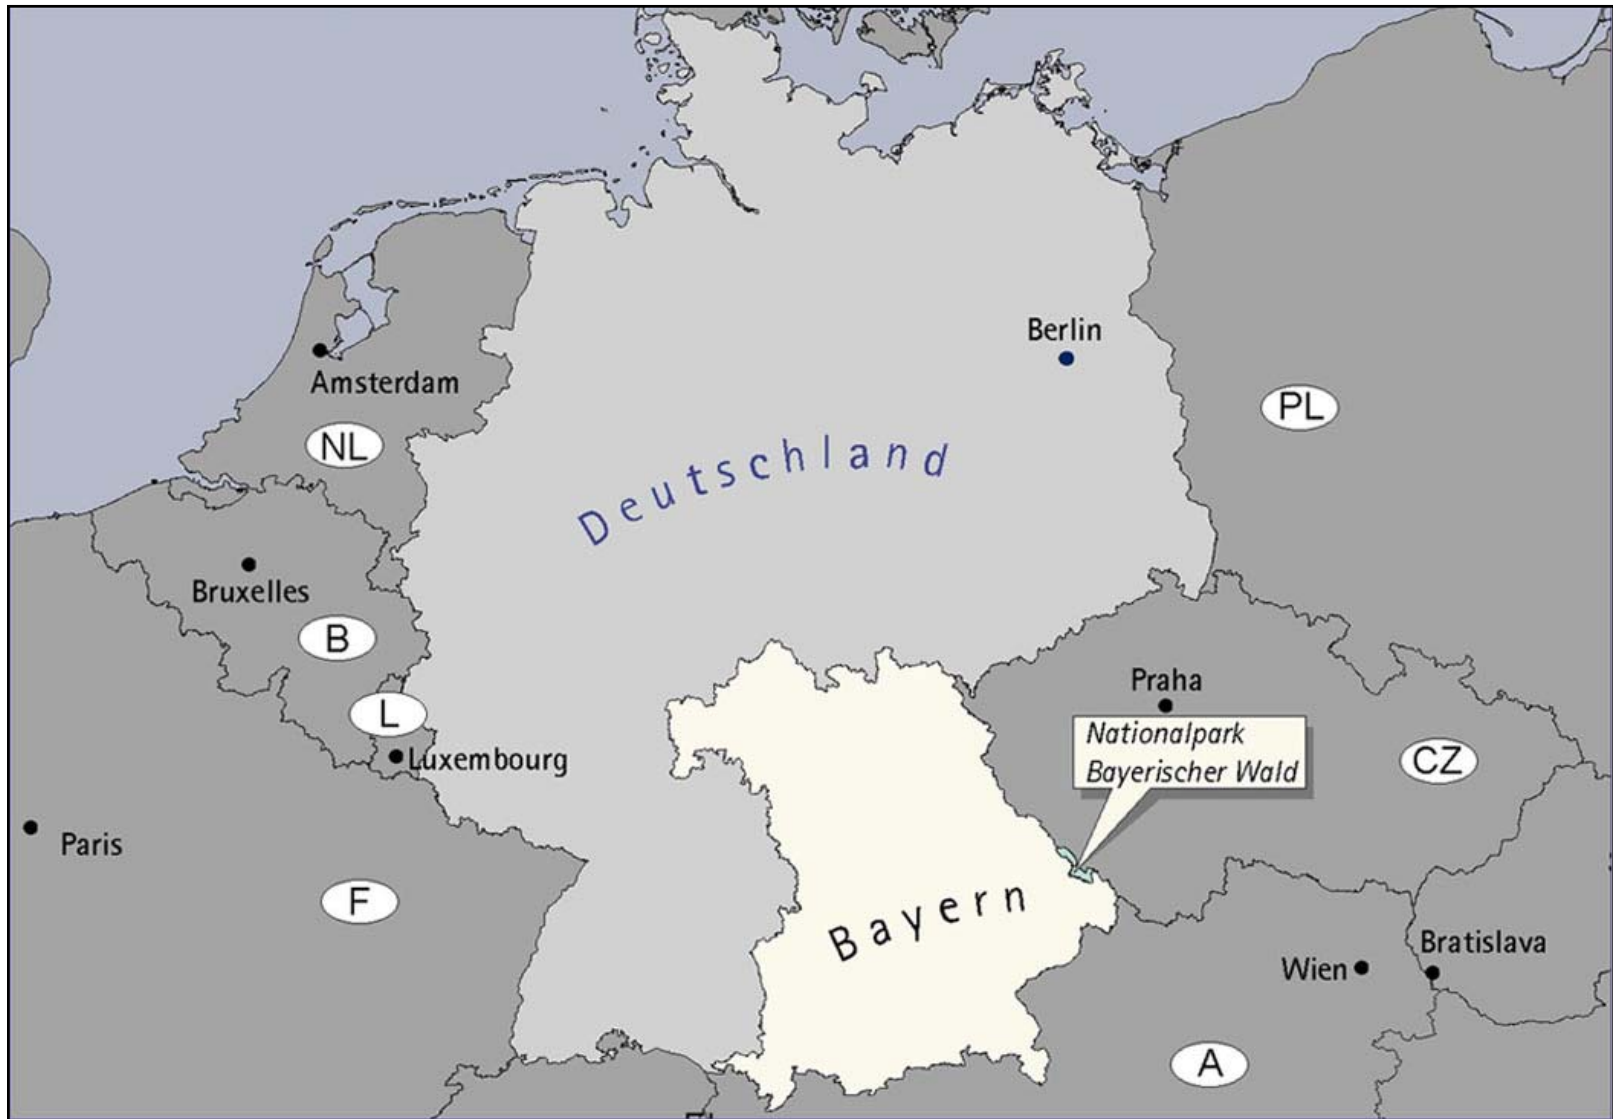 Berlin
Amsterdam
PL
NL
Deutschland
Bruxelles
B
Praha
L
Nationalpark
Bayerischer Wald
Luxembourg
CZ
Paris
F
Bayern
Bratislava
Wien
A